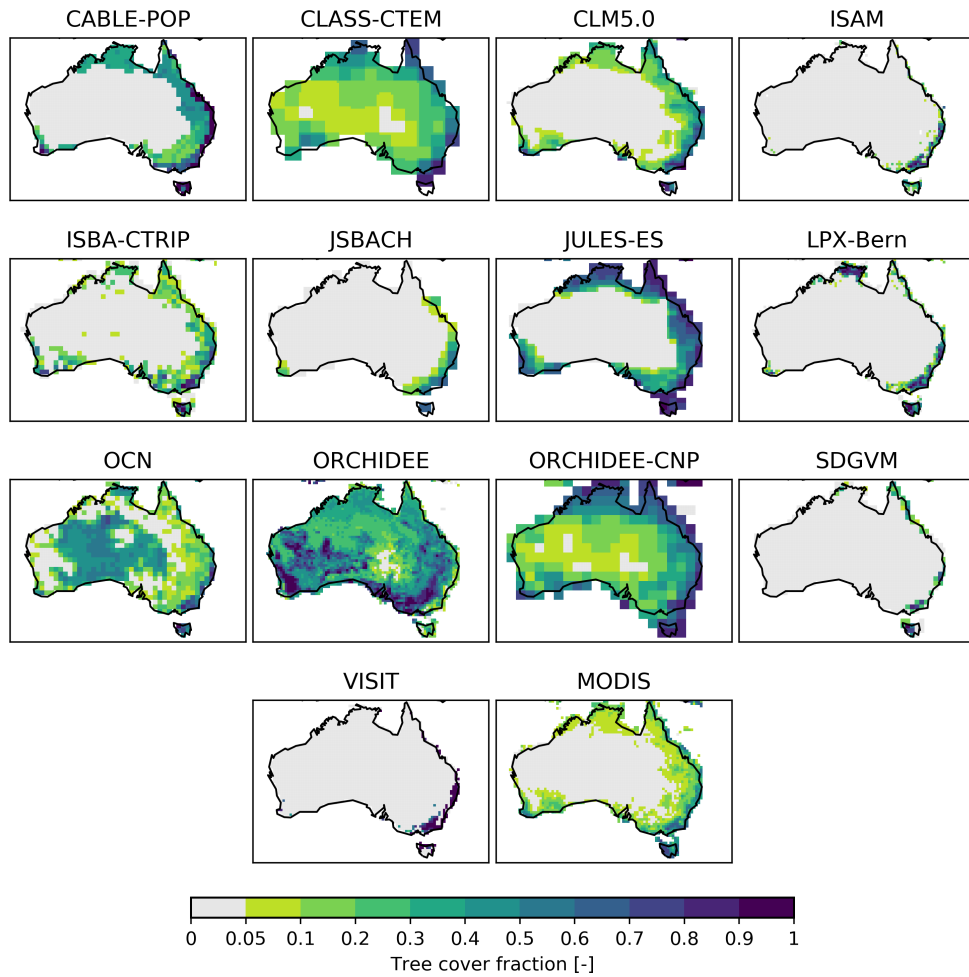 CABLE-POP CLASS-CTEM CLM5.0 ISAM
ISBA-CTRIP JSBACH JULES-ES LPX-Bern
OCN ORCHIDEE ORCHIDEE-CNP SDGVM
VISIT MODIS
0 0.05 0.1 0.2 0.3 0.4 0.5 0.6 0.7 0.8 0.9 1
Tree cover fraction [-]